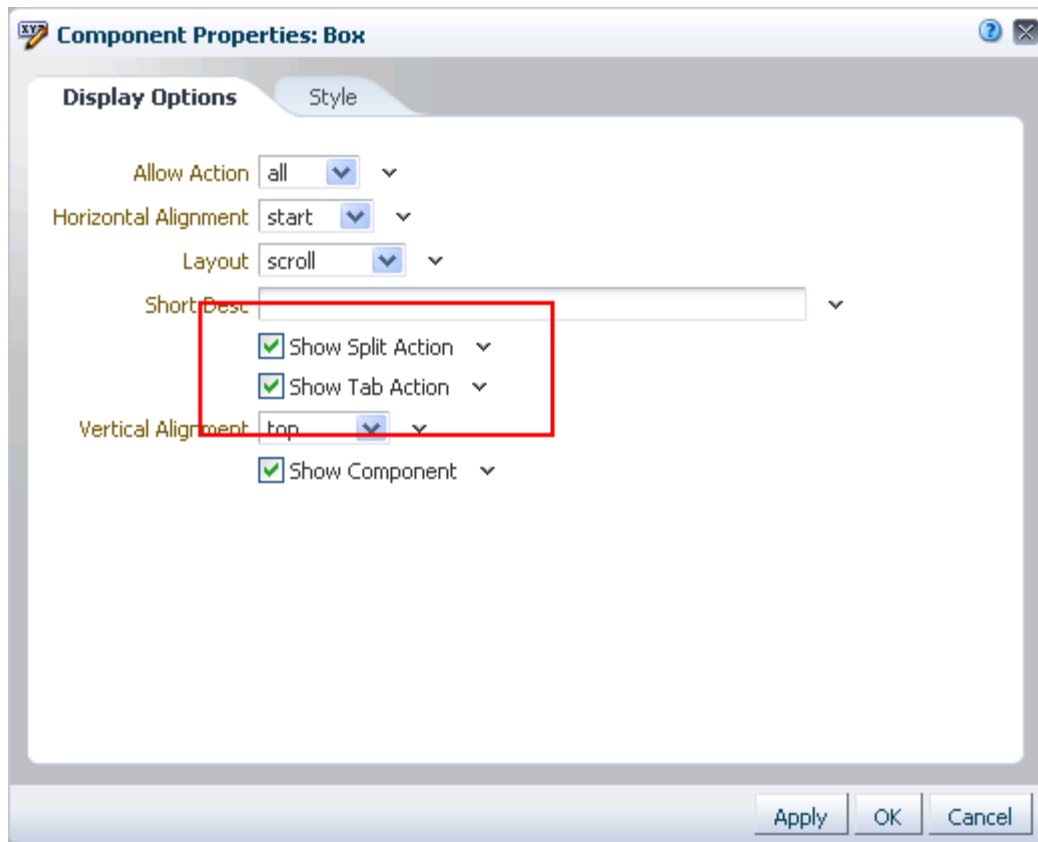 Component Properties: Box
Display Options Style
Allow Action all
Horizontal Alignment start
Layout scroll
Short Desc
Show Split Action
Show Tab Action
Vertical Alignment top
Show Component
Apply OK Cancel